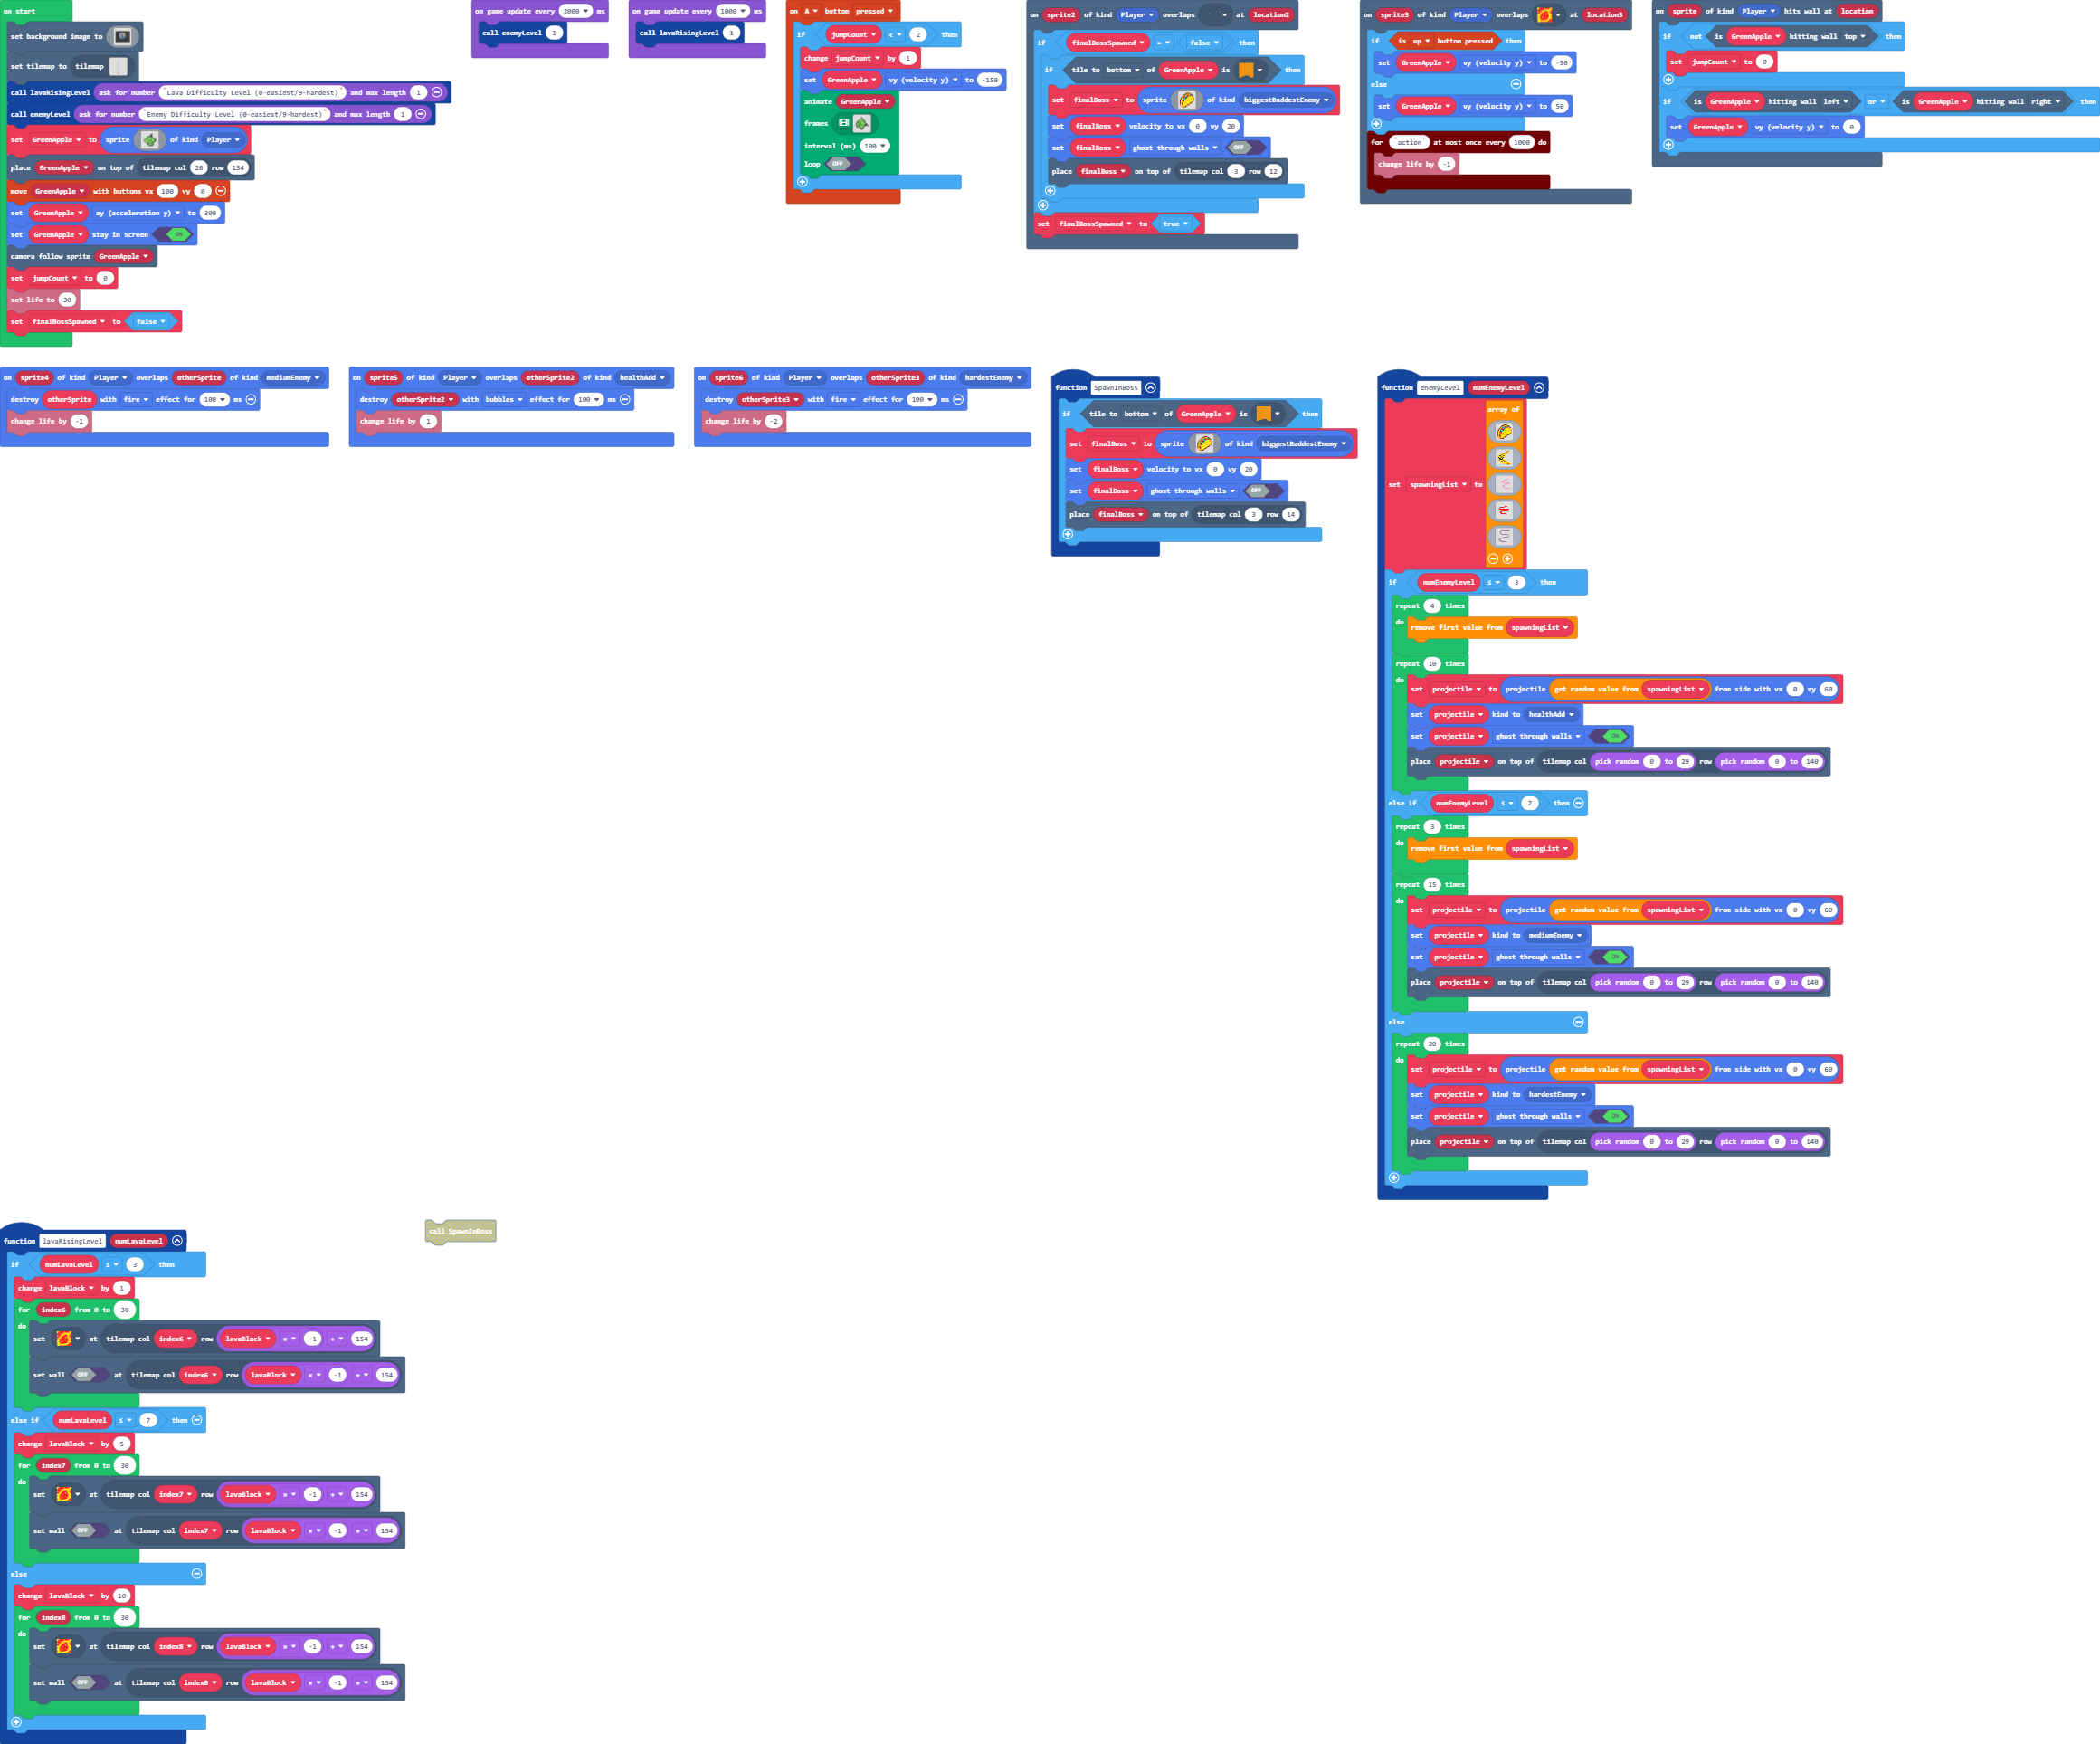 on start
set background image to
set tilemap to tilemap
call lavaRisingLevel ask for number "Lava Difficulty Level (0-easiest/9-hardest)" and max length 1
call enemyLevel ask for number "Enemy Difficulty Level (0-easiest/9-hardest)" and max length 1
set GreenApple to sprite of kind Player
place GreenApple on top of tilemap col 26 row 134
move GreenApple with buttons vx 100 vy 0
set GreenApple ay (acceleration y) to 300
set GreenApple stay in screen ON
camera follow sprite GreenApple
set jumpCount to 0
set life to 30
set finalBossSpawned to false
on game update every 2000 ms
call enemyLevel 1
on game update every 1000 ms
call lavaRisingLevel 1
on A button pressed
if jumpCount < 2 then
change jumpCount by 1
set GreenApple vy (velocity y) to -150
animate GreenApple
frames
interval (ms) 100
loop OFF
on sprite2 of kind Player overlaps at location2
if finalBossSpawned = false then
if tile to bottom of GreenApple is then
set finalBoss to sprite of kind biggestBaddestEnemy
set finalBoss velocity to vx 0 vy 20
set finalBoss ghost through walls OFF
place finalBoss on top of tilemap col 3 row 12
set finalBossSpawned to true
on sprite3 of kind Player overlaps at location3
if is up button pressed then
set GreenApple vy (velocity y) to -50
else
set GreenApple vy (velocity y) to 50
for "action" at most once every 1000 do
change life by -1
on sprite of kind Player hits wall at location
if not is GreenApple hitting wall top then
set jumpCount to 0
if is GreenApple hitting wall left or is GreenApple hitting wall right then
set GreenApple vy (velocity y) to 0
on sprite4 of kind Player overlaps otherSprite of kind mediumEnemy
destroy otherSprite with fire effect for 100 ms
change life by -1
on sprite5 of kind Player overlaps otherSprite2 of kind healthAdd
destroy otherSprite2 with bubbles effect for 100 ms
change life by 1
on sprite6 of kind Player overlaps otherSprite3 of kind hardestEnemy
destroy otherSprite3 with fire effect for 100 ms
change life by -2
function SpawnInBoss
if tile to bottom of GreenApple is then
set finalBoss to sprite of kind biggestBaddestEnemy
set finalBoss velocity to vx 0 vy 20
set finalBoss ghost through walls OFF
place finalBoss on top of tilemap col 3 row 14
function enemyLevel numEnemyLevel
set spawningList to array of
if numEnemyLevel ≤ 3 then
repeat 4 times
do remove first value from spawningList
repeat 10 times
do set projectile to projectile get random value from spawningList from side with vx 0 vy 60
set projectile kind to healthAdd
set projectile ghost through walls ON
place projectile on top of tilemap col pick random 0 to 29 row pick random 0 to 140
else if numEnemyLevel ≤ 7 then
repeat 3 times
do remove first value from spawningList
repeat 15 times
do set projectile to projectile get random value from spawningList from side with vx 0 vy 60
set projectile kind to mediumEnemy
set projectile ghost through walls ON
place projectile on top of tilemap col pick random 0 to 29 row pick random 0 to 140
else
repeat 20 times
do set projectile to projectile get random value from spawningList from side with vx 0 vy 60
set projectile kind to hardestEnemy
set projectile ghost through walls ON
place projectile on top of tilemap col pick random 0 to 29 row pick random 0 to 140
function lavaRisingLevel numLavaLevel
if numLavaLevel ≤ 3 then
change lavaBlock by 1
for index6 from 0 to 30
do set at tilemap col index6 row lavaBlock × -1 + 154
set wall OFF at tilemap col index6 row lavaBlock × -1 + 154
else if numLavaLevel ≤ 7 then
change lavaBlock by 5
for index7 from 0 to 30
do set at tilemap col index7 row lavaBlock × -1 + 154
set wall OFF at tilemap col index7 row lavaBlock × -1 + 154
else
change lavaBlock by 10
for index8 from 0 to 30
do set at tilemap col index8 row lavaBlock × -1 + 154
set wall OFF at tilemap col index8 row lavaBlock × -1 + 154
call SpawnInBoss